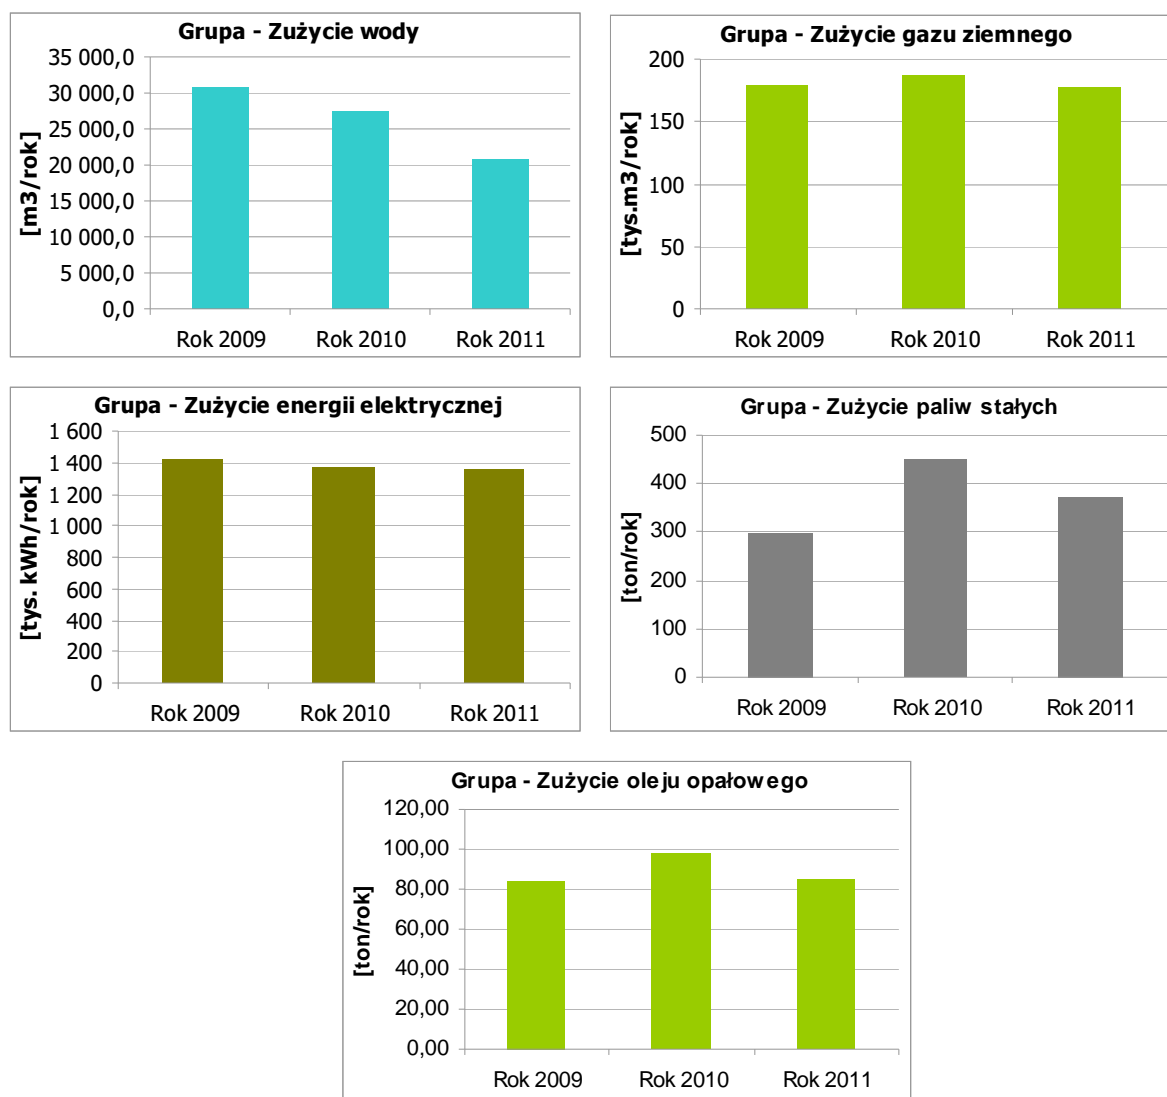 Grupa - Zużycie wody
35 000,0
30 000,0
25 000,0
20 000,0
15 000,0
10 000,0
5 000,0
0,0
[m3/rok]
Rok 2009 Rok 2010 Rok 2011
Grupa - Zużycie gazu ziemnego
200
150
100
50
0
[tys.m3/rok]
Rok 2009 Rok 2010 Rok 2011
Grupa - Zużycie energii elektrycznej
1 600
1 400
1 200
1 000
800
600
400
200
0
[tys. kWh/rok]
Rok 2009 Rok 2010 Rok 2011
Grupa - Zużycie paliw stałych
500
400
300
200
100
0
[ton/rok]
Rok 2009 Rok 2010 Rok 2011
Grupa - Zużycie oleju opałowego
120,00
100,00
80,00
60,00
40,00
20,00
0,00
[ton/rok]
Rok 2009 Rok 2010 Rok 2011